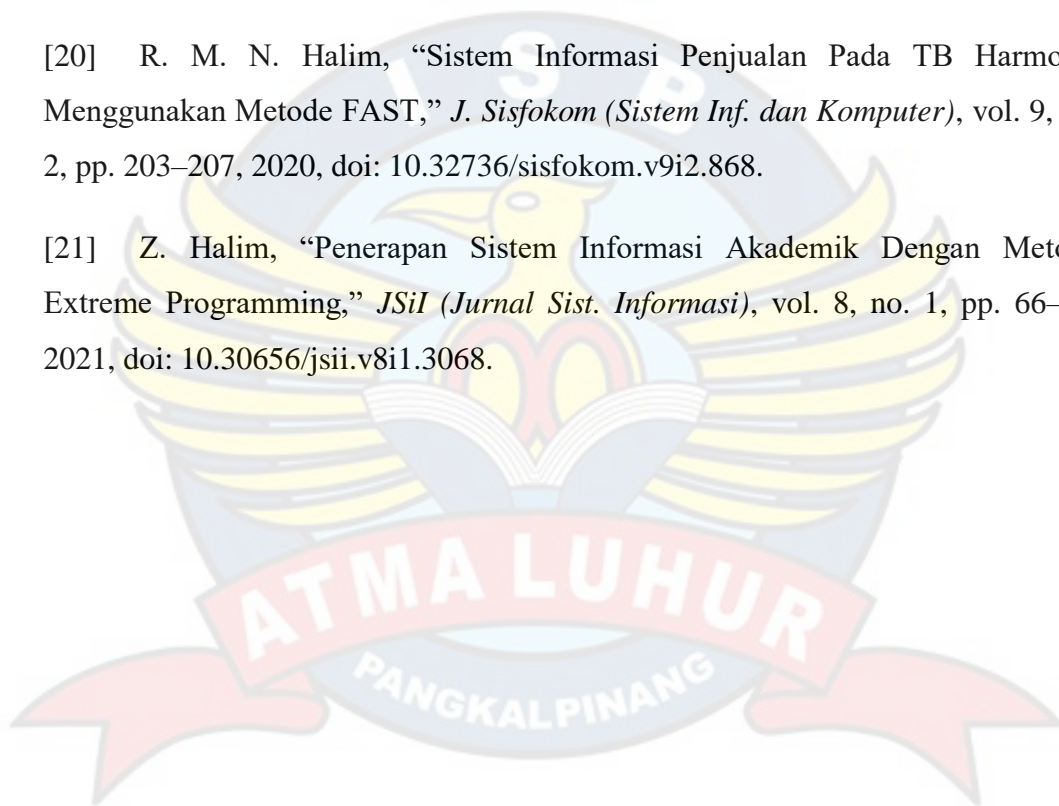 I S B
[20] R. M. N. Halim, “Sistem Informasi Penjualan Pada TB Harmo
Menggunakan Metode FAST,” J. Sisfokom (Sistem Inf. dan Komputer), vol. 9,
2, pp. 203–207, 2020, doi: 10.32736/sisfokom.v9i2.868.
[21] Z. Halim, “Penerapan Sistem Informasi Akademik Dengan Met
Extreme Programming,” JSiI (Jurnal Sist. Informasi), vol. 8, no. 1, pp. 66–
2021, doi: 10.30656/jsii.v8i1.3068.
ATMA LUHUR
PANGKALPINANG